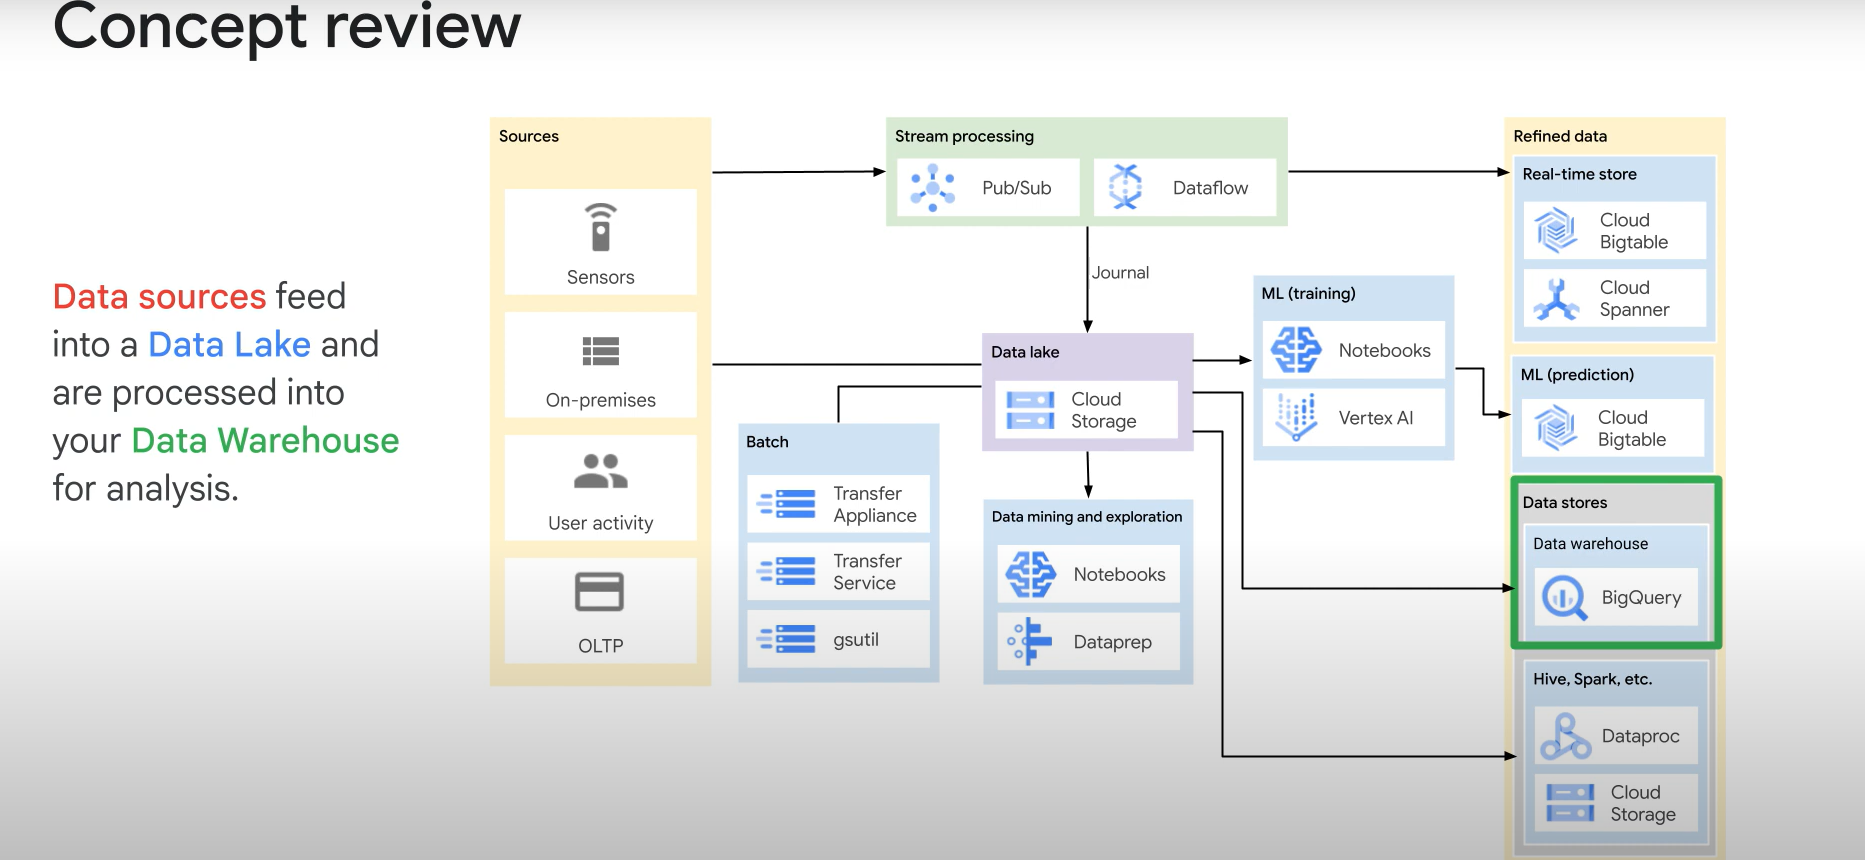 Concept review
Data sources feed
into a Data Lake and
are processed into
your Data Warehouse
for analysis.
Sources
Sensors
On-premises
User activity
OLTP
Stream processing
Pub/Sub
Dataflow
Journal
Batch
Transfer
Appliance
Transfer
Service
gsutil
Data lake
Cloud
Storage
Data mining and exploration
Notebooks
Dataprep
ML (training)
Notebooks
Vertex AI
Refined data
Real-time store
Cloud
Bigtable
Cloud
Spanner
ML (prediction)
Cloud
Bigtable
Data stores
Data warehouse
BigQuery
Hive, Spark, etc.
Dataproc
Cloud
Storage